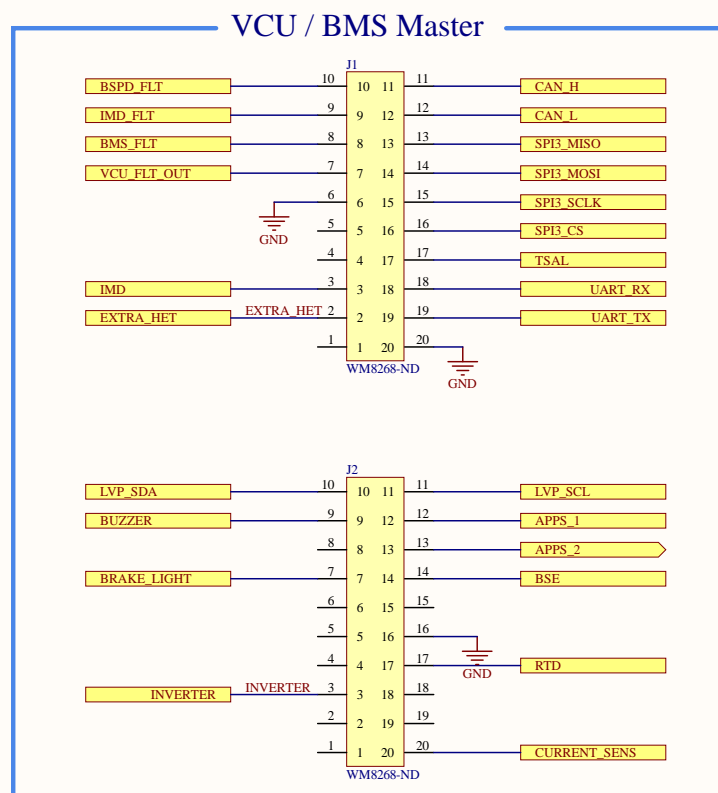 VCU / BMS Master
J1
BSPD_FLT 10 10 11 11 CAN_H
IMD_FLT 9 9 12 12 CAN_L
BMS_FLT 8 8 13 13 SPI3_MISO
VCU_FLT_OUT 7 7 14 14 SPI3_MOSI
6 6 15 15 SPI3_SCLK
GND 5 5 16 16 SPI3_CS
4 4 17 17 TSAL
IMD 3 3 18 18 UART_RX
EXTRA_HET EXTRA_HET 2 2 19 19 UART_TX
1 1 20 20
WM8268-ND
GND
J2
LVP_SDA 10 10 11 11 LVP_SCL
BUZZER 9 9 12 12 APPS_1
8 8 13 13 APPS_2
BRAKE_LIGHT 7 7 14 14 BSE
6 6 15 15
5 5 16 16
4 4 17 17 RTD
GND
INVERTER INVERTER 3 3 18 18
2 2 19 19
1 1 20 20 CURRENT_SENS
WM8268-ND